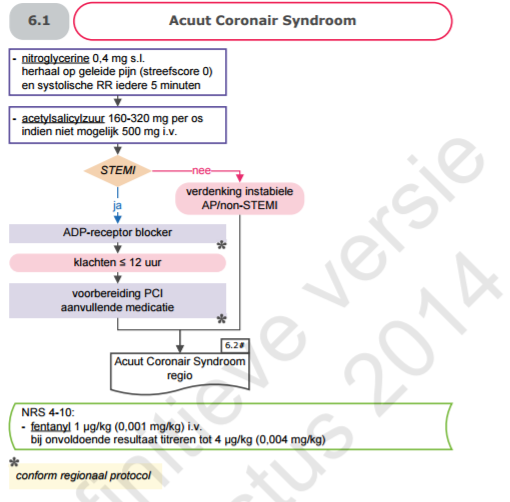 6.1
Acuut Coronair Syndroom
- nitroglycerine 0,4 mg s.l.
herhaal op geleide pijn (streefscore 0)
en systolische RR iedere 5 minuten
- acetylsalicylzuur 160-320 mg per os
indien niet mogelijk 500 mg i.v.
STEMI
nee
verdenking instabiele
AP/non-STEMI
ja
ADP-receptor blocker
*
klachten ≤ 12 uur
voorbereiding PCI
aanvullende medicatie
*
6.2#
Acuut Coronair Syndroom
regio
NRS 4-10:
- fentanyl 1 µg/kg (0,001 mg/kg) i.v.
bij onvoldoende resultaat titreren tot 4 µg/kg (0,004 mg/kg)
*
conform regionaal protocol
finitieve versie
stus 2014